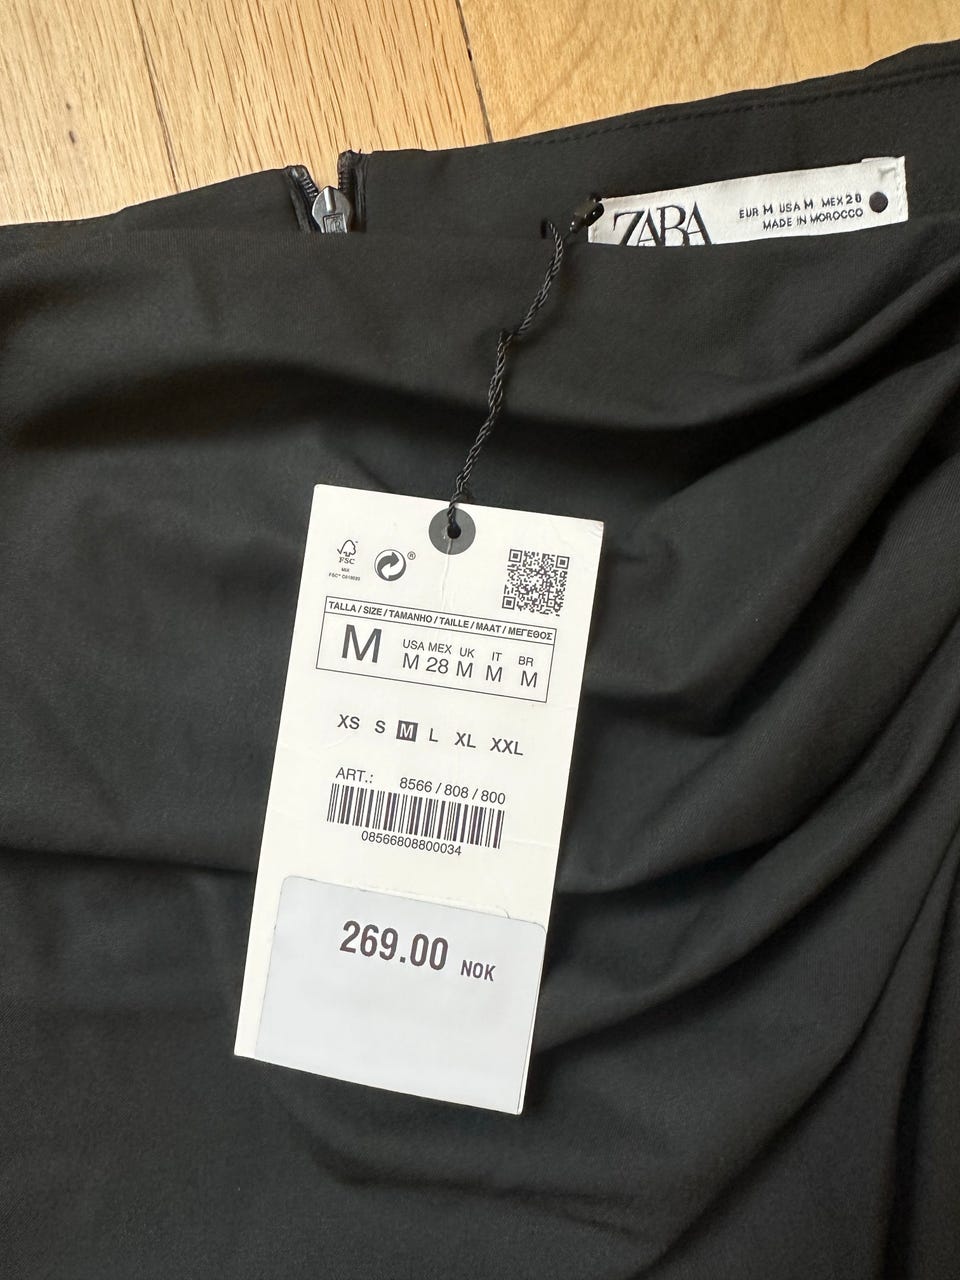 ZARA
EUR M USA M MEX 28
MADE IN MOROCCO
®
FSC
MIX
TALLA / SIZE / TAMANHO / TAILLE / MAAT / ΜΕΓΕΘΟΣ
M
USA MEX UK IT BR
M 28 M M M
XS S M L XL XXL
ART.: 8566 / 808 / 800
08566808800034
269.00 NOK